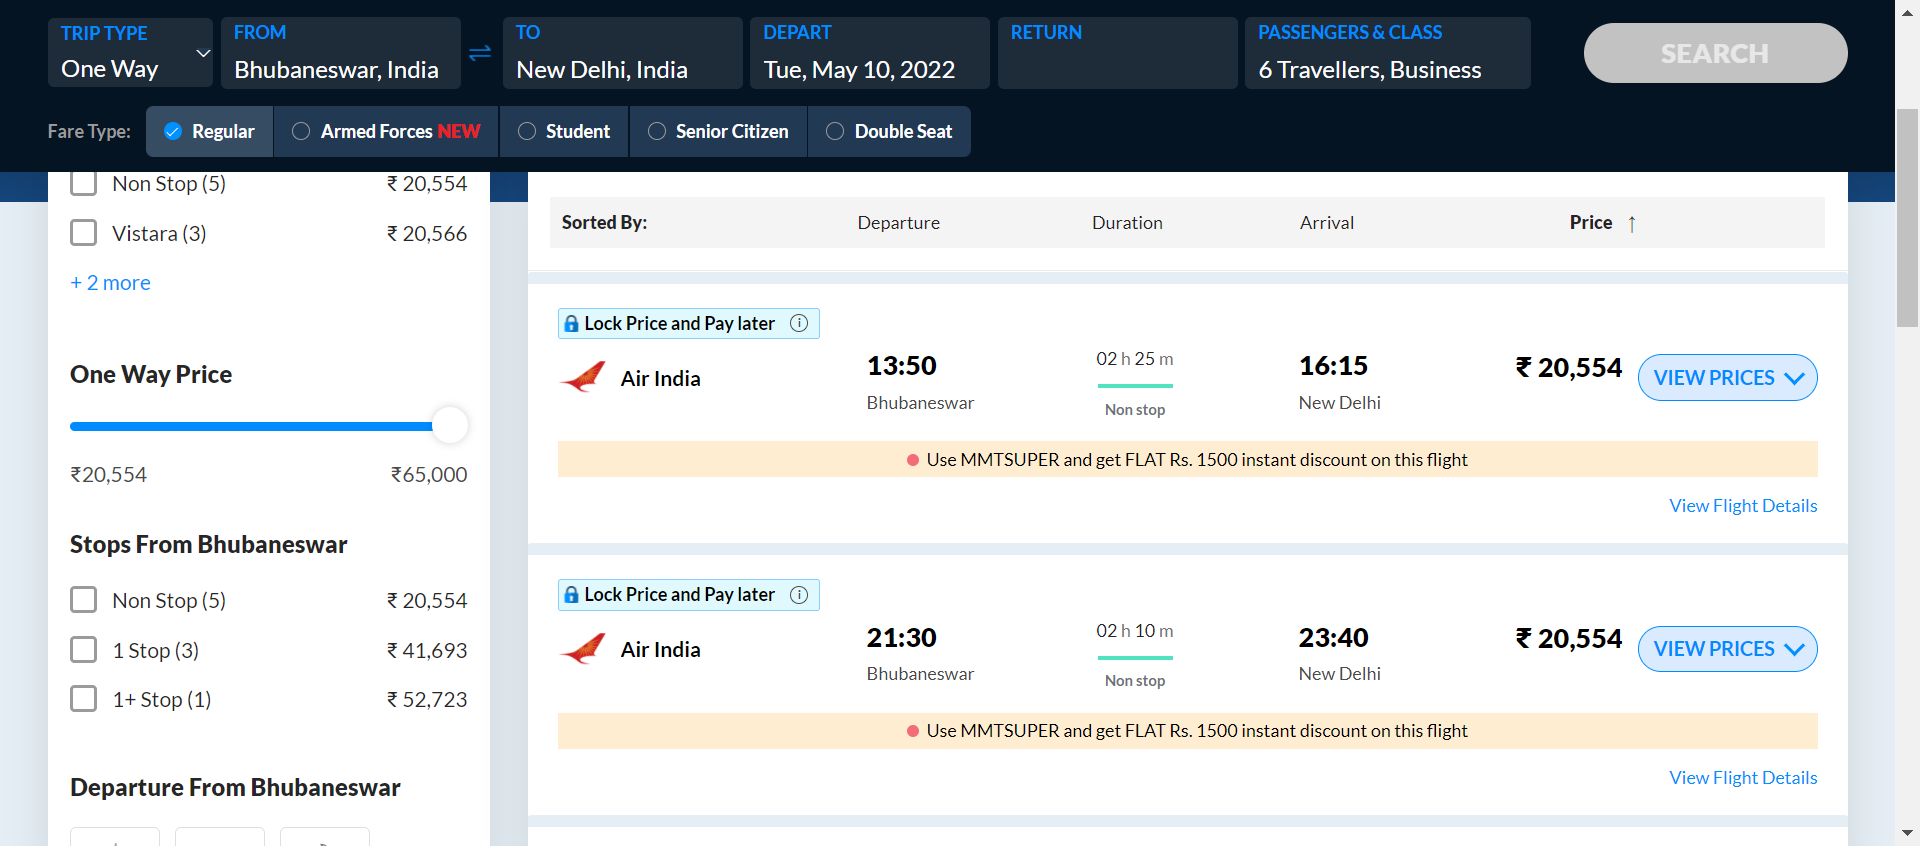 TRIP TYPE
One Way
FROM
Bhubaneswar, India
TO
New Delhi, India
DEPART
Tue, May 10, 2022
RETURN
PASSENGERS & CLASS
6 Travellers, Business
SEARCH
Fare Type:
Regular
Armed Forces NEW
Student
Senior Citizen
Double Seat
Non Stop (5) ₹ 20,554
Vistara (3) ₹ 20,566
+ 2 more
One Way Price
₹20,554 ₹65,000
Stops From Bhubaneswar
Non Stop (5) ₹ 20,554
1 Stop (3) ₹ 41,693
1+ Stop (1) ₹ 52,723
Departure From Bhubaneswar
Sorted By: Departure Duration Arrival Price ↑
Lock Price and Pay later
Air India
13:50
Bhubaneswar
02 h 25 m
Non stop
16:15
New Delhi
₹ 20,554
VIEW PRICES
Use MMTSUPER and get FLAT Rs. 1500 instant discount on this flight
View Flight Details
Lock Price and Pay later
Air India
21:30
Bhubaneswar
02 h 10 m
Non stop
23:40
New Delhi
₹ 20,554
VIEW PRICES
Use MMTSUPER and get FLAT Rs. 1500 instant discount on this flight
View Flight Details